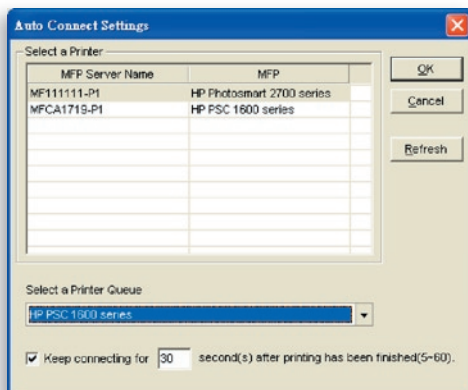 Auto Connect Settings
Select a Printer
MFP Server Name MFP
MF111111-P1 HP Photosmart 2700 series
MFCA1719-P1 HP PSC 1600 series
OK
Cancel
Refresh
Select a Printer Queue
HP PSC 1600 series
Keep connecting for 30 second(s) after printing has been finished(5~60).